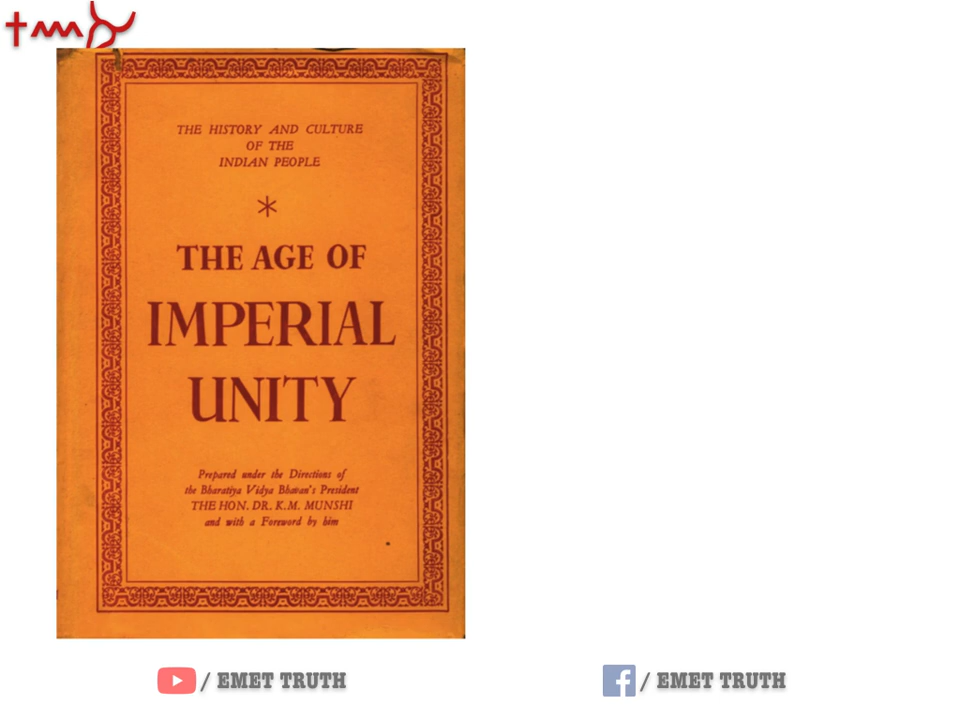 THE HISTORY AND CULTURE
OF THE
INDIAN PEOPLE
*
THE AGE OF
IMPERIAL
UNITY
Prepared under the Directions of
the Bharatiya Vidya Bhavan's President
THE HON. DR. K.M. MUNSHI
and with a Foreword by him
/ EMET TRUTH
/ EMET TRUTH